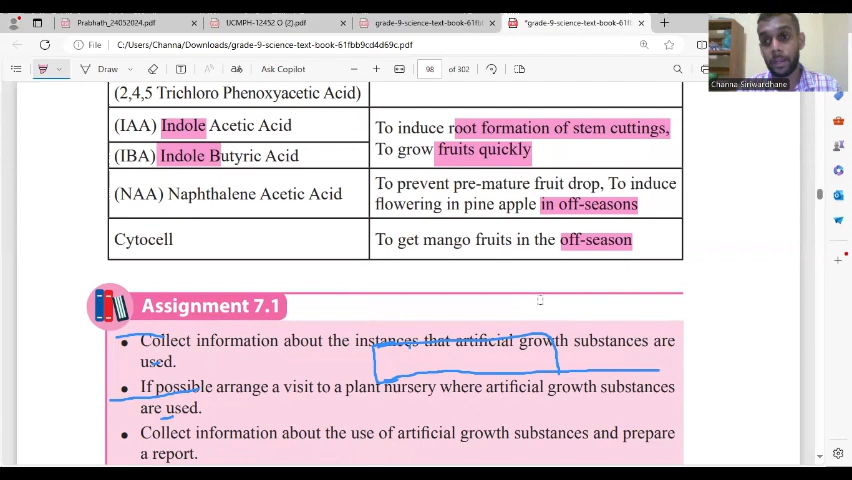 Prabhath_24052024.pdf
IJCMPH-12452 O (2).pdf
grade-9-science-text-book-61fbb
*grade-9-science-text-book-61fbb
File
C:/Users/Channa/Downloads/grade-9-science-text-book-61fbb9cd4d69c.pdf
Draw
Ask Copilot
98 of 302
Channa Siriwardhane
(2,4,5 Trichloro Phenoxyacetic Acid)
(IAA) Indole Acetic Acid
To induce root formation of stem cuttings,
(IBA) Indole Butyric Acid
To grow fruits quickly
(NAA) Naphthalene Acetic Acid
To prevent pre-mature fruit drop, To induce
flowering in pine apple in off-seasons
Cytocell
To get mango fruits in the off-season
Assignment 7.1
• Collect information about the instances that artificial growth substances are
used.
• If possible arrange a visit to a plant nursery where artificial growth substances
are used.
• Collect information about the use of artificial growth substances and prepare
a report.